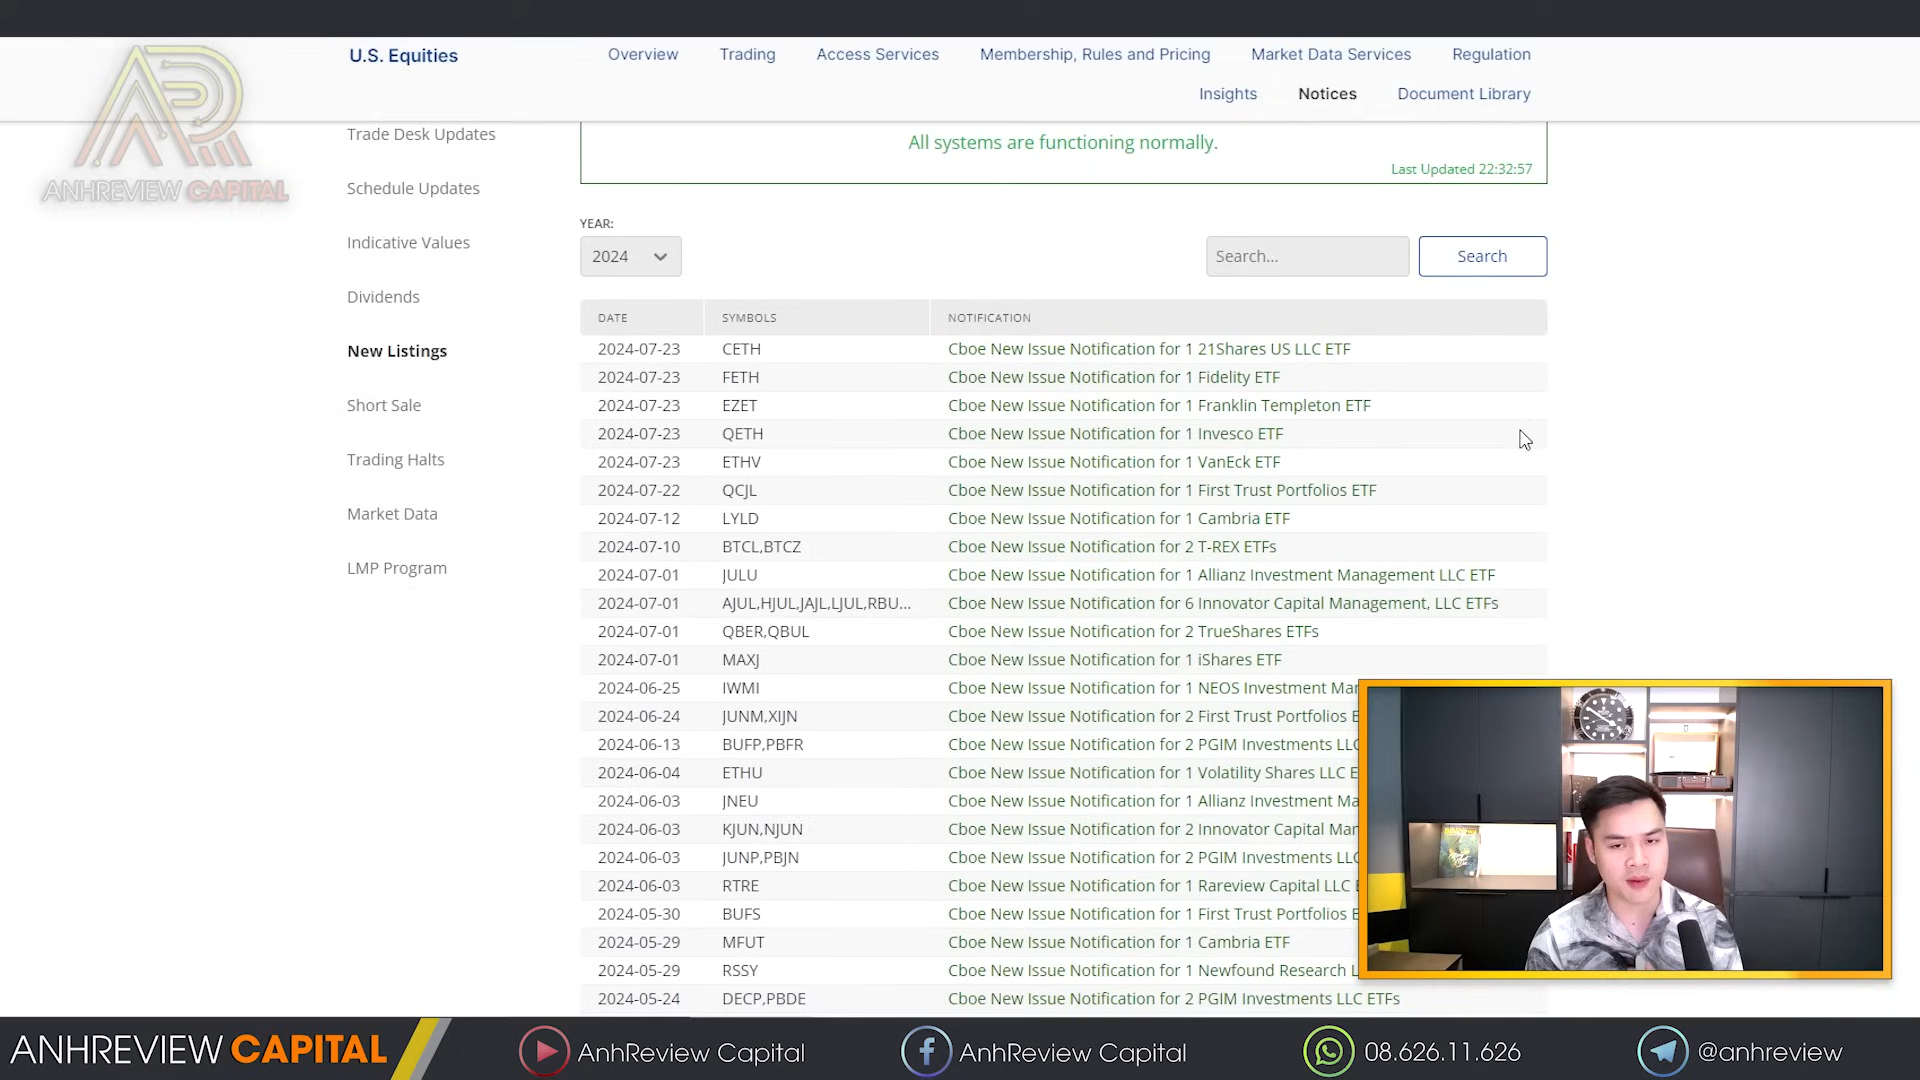 U.S. Equities
Overview
Trading
Access Services
Membership, Rules and Pricing
Market Data Services
Regulation
Insights
Notices
Document Library
ANHREVIEW CAPITAL
Trade Desk Updates
Schedule Updates
Indicative Values
Dividends
New Listings
Short Sale
Trading Halts
Market Data
LMP Program
All systems are functioning normally.
Last Updated 22:32:57
YEAR:
2024
Search...
Search
DATE SYMBOLS NOTIFICATION
2024-07-23 CETH Cboe New Issue Notification for 1 21Shares US LLC ETF
2024-07-23 FETH Cboe New Issue Notification for 1 Fidelity ETF
2024-07-23 EZET Cboe New Issue Notification for 1 Franklin Templeton ETF
2024-07-23 QETH Cboe New Issue Notification for 1 Invesco ETF
2024-07-23 ETHV Cboe New Issue Notification for 1 VanEck ETF
2024-07-22 QCJL Cboe New Issue Notification for 1 First Trust Portfolios ETF
2024-07-12 LYLD Cboe New Issue Notification for 1 Cambria ETF
2024-07-10 BTCL,BTCZ Cboe New Issue Notification for 2 T-REX ETFs
2024-07-01 JULU Cboe New Issue Notification for 1 Allianz Investment Management LLC ETF
2024-07-01 AJUL,HJUL,JAJL,LJUL,RBU... Cboe New Issue Notification for 6 Innovator Capital Management, LLC ETFs
2024-07-01 QBER,QBUL Cboe New Issue Notification for 2 TrueShares ETFs
2024-07-01 MAXJ Cboe New Issue Notification for 1 iShares ETF
2024-06-25 IWMI Cboe New Issue Notification for 1 NEOS Investment Mar
2024-06-24 JUNM,XIJN Cboe New Issue Notification for 2 First Trust Portfolios E
2024-06-13 BUFP,PBFR Cboe New Issue Notification for 2 PGIM Investments LLC
2024-06-04 ETHU Cboe New Issue Notification for 1 Volatility Shares LLC E
2024-06-03 JNEU Cboe New Issue Notification for 1 Allianz Investment Ma
2024-06-03 KJUN,NJUN Cboe New Issue Notification for 2 Innovator Capital Mar
2024-06-03 JUNP,PBJN Cboe New Issue Notification for 2 PGIM Investments LLC
2024-06-03 RTRE Cboe New Issue Notification for 1 Rareview Capital LLC E
2024-05-30 BUFS Cboe New Issue Notification for 1 First Trust Portfolios E
2024-05-29 MFUT Cboe New Issue Notification for 1 Cambria ETF
2024-05-29 RSSY Cboe New Issue Notification for 1 Newfound Research L
2024-05-24 DECP,PBDE Cboe New Issue Notification for 2 PGIM Investments LLC ETFs
ANHREVIEW CAPITAL
AnhReview Capital
AnhReview Capital
08.626.11.626
@anhreview